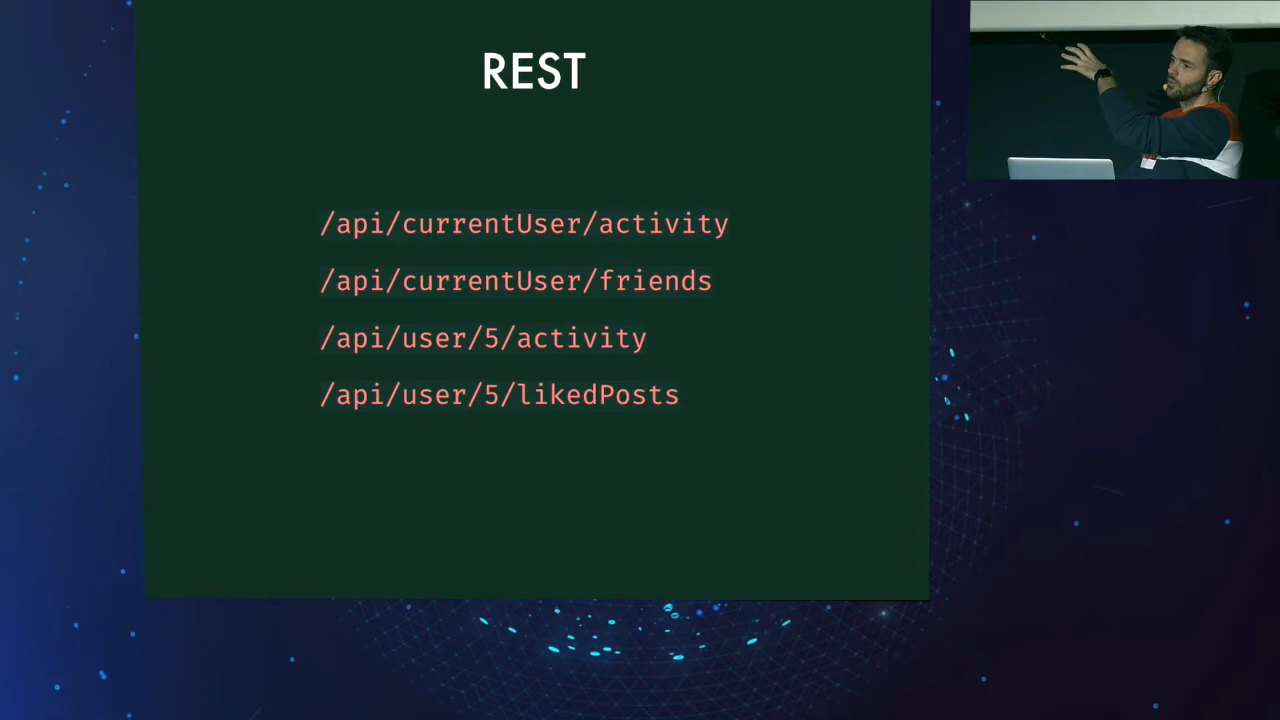 REST
/api/currentUser/activity
/api/currentUser/friends
/api/user/5/activity
/api/user/5/likedPosts